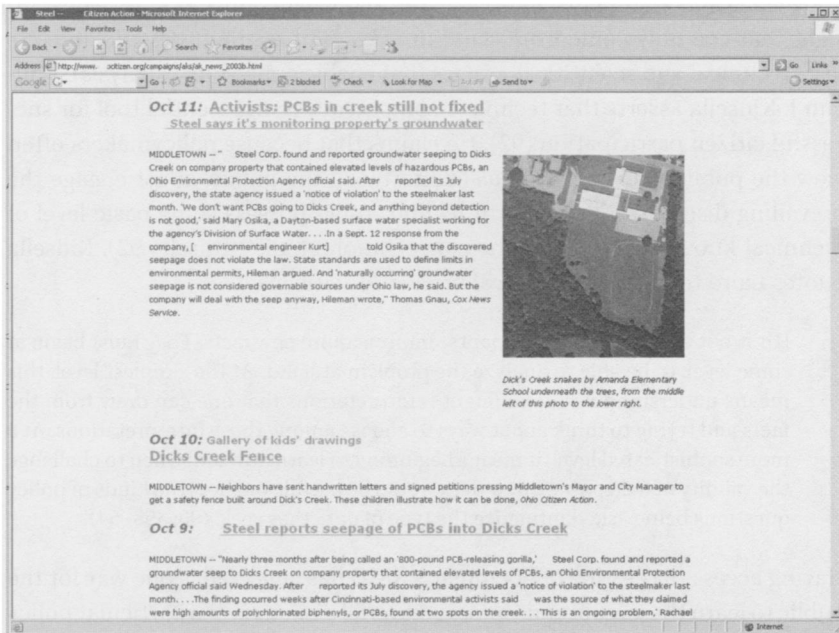 Steel — Citizen Action - Microsoft Internet Explorer
File Edit View Favorites Tools Help
Back Search Favorites
Address http://www. :citizen.org/campaigns/aks/ak_news_2003b.html Go Links »
Google G Go Bookmarks 2 blocked Check Look for Map Send to Settings
Oct 11: Activists: PCBs in creek still not fixed
Steel says it's monitoring property's groundwater
MIDDLETOWN — " Steel Corp. found and reported groundwater seeping to Dicks
Creek on company property that contained elevated levels of hazardous PCBs, an
Ohio Environmental Protection Agency official said. After reported its July
discovery, the state agency issued a 'notice of violation' to the steelmaker last
month. 'We don't want PCBs going to Dicks Creek, and anything beyond detection
is not good,' said Mary Osika, a Dayton-based surface water specialist working for
the agency's Division of Surface Water. . . .In a Sept. 12 response from the
company, [ environmental engineer Kurt] told Osika that the discovered
seepage does not violate the law. State standards are used to define limits in
environmental permits, Hileman argued. And 'naturally occurring' groundwater
seepage is not considered governable sources under Ohio law, he said. But the
company will deal with the seep anyway, Hileman wrote," Thomas Gnau, Cox News
Service.
Dick's Creek snakes by Amanda Elementary
School underneath the trees, from the middle
left of this photo to the lower right.
Oct 10: Gallery of kids' drawings
Dicks Creek Fence
MIDDLETOWN — Neighbors have sent handwritten letters and signed petitions pressing Middletown's Mayor and City Manager to
get a safety fence built around Dick's Creek. These children illustrate how it can be done, Ohio Citizen Action.
Oct 9: Steel reports seepage of PCBs into Dicks Creek
MIDDLETOWN — "Nearly three months after being called an '800-pound PCB-releasing gorilla,' Steel Corp. found and reported a
groundwater seep to Dicks Creek on company property that contained elevated levels of PCBs, an Ohio Environmental Protection
Agency official said Wednesday. After reported its July discovery, the agency issued a 'notice of violation' to the steelmaker last
month. . . .The finding occurred weeks after Cincinnati-based environmental activists said was the source of what they claimed
were high amounts of polychlorinated biphenyls, or PCBs, found at two spots on the creek. . . 'This is an ongoing problem,' Rachael
Internet